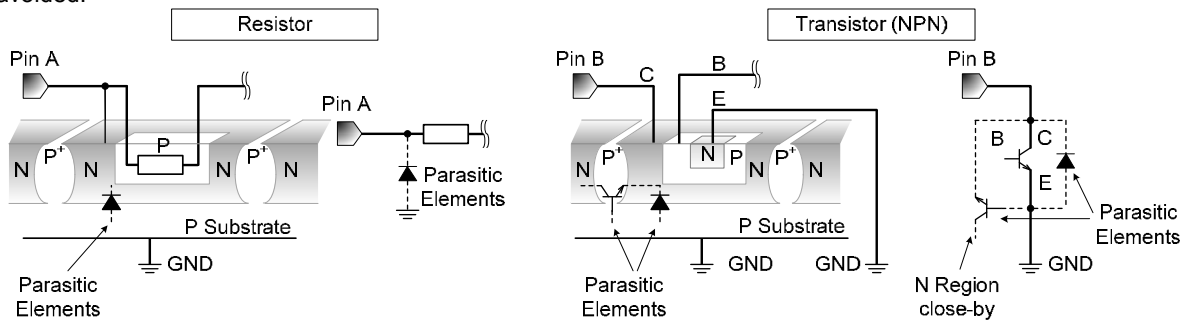 Resistor
Transistor (NPN)
Pin A
Pin A
N
P+
N
P
P+
N
Parasitic
Elements
P Substrate
GND
Parasitic
Elements
Pin B
C
B
E
N
P+
N
N
P
P+
N
P Substrate
GND
GND
Parasitic
Elements
Pin B
B
C
E
Parasitic
Elements
GND
N Region
close-by